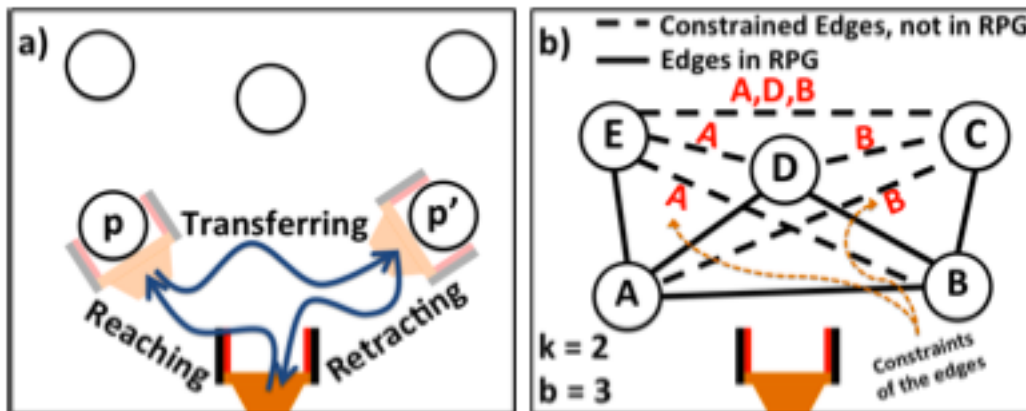 a)
p
p'
Transferring
Reaching
Retracting
b)
Constrained Edges, not in RPG
Edges in RPG
A,D,B
E
A
B
C
D
A
B
A
B
k = 2
b = 3
Constraints
of the edges